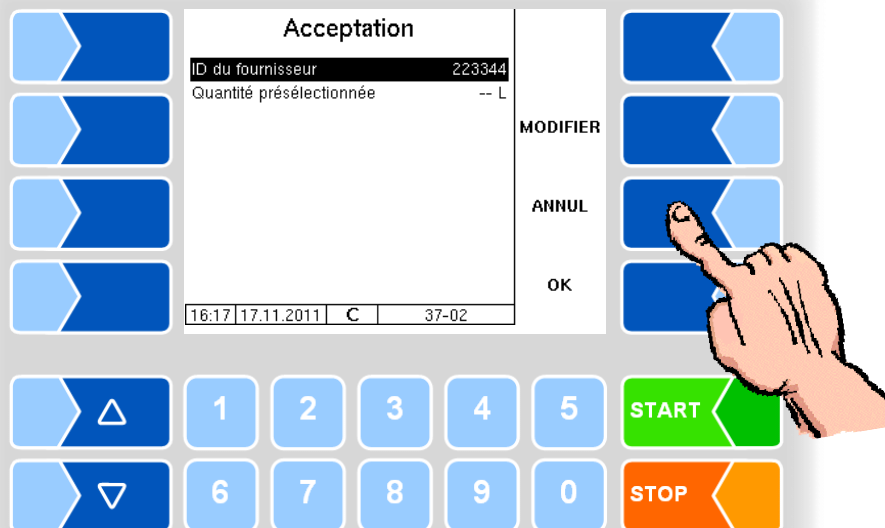 Acceptation
ID du fournisseur 223344
Quantité présélectionnée -- L
MODIFIER
ANNUL
OK
16:17 17.11.2011 C 37-02
1 2 3 4 5 START
6 7 8 9 0 STOP